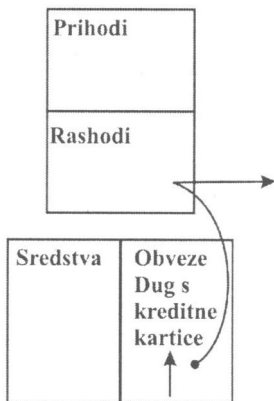 Prihodi
Rashodi
Sredstva
Obveze
Dug s
kreditne
kartice